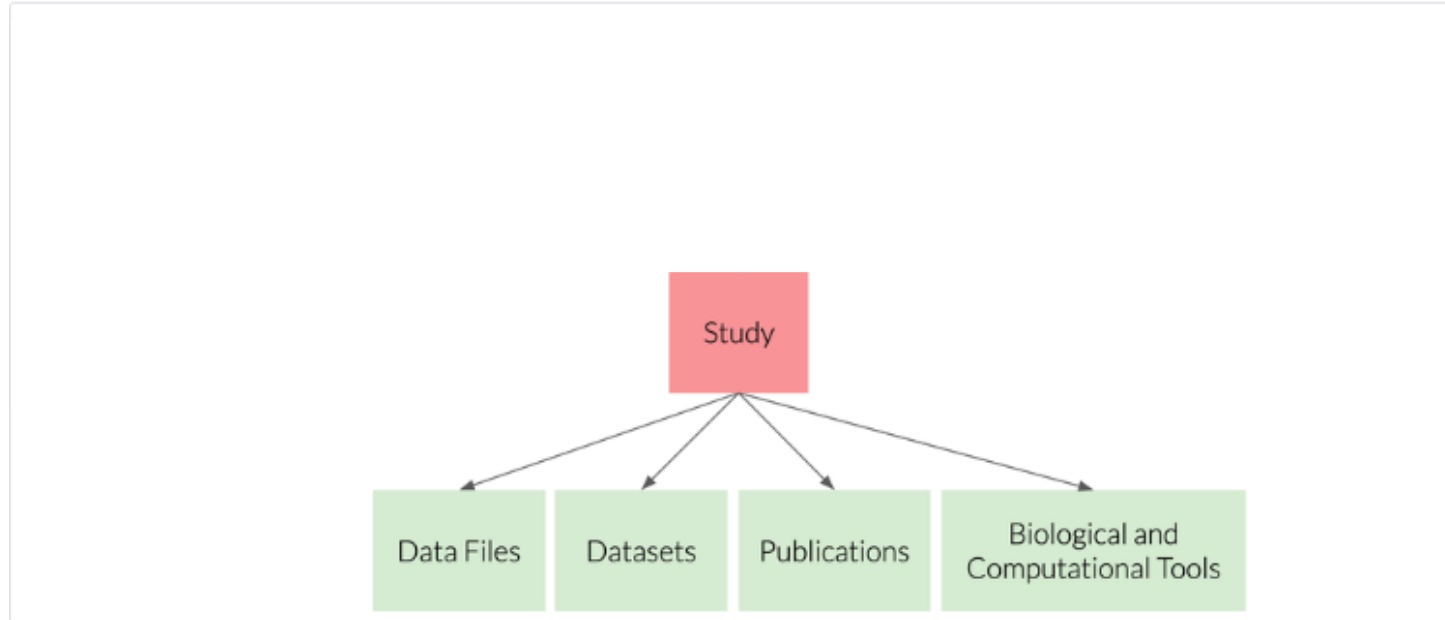 Study
Data Files
Datasets
Publications
Biological and
Computational Tools